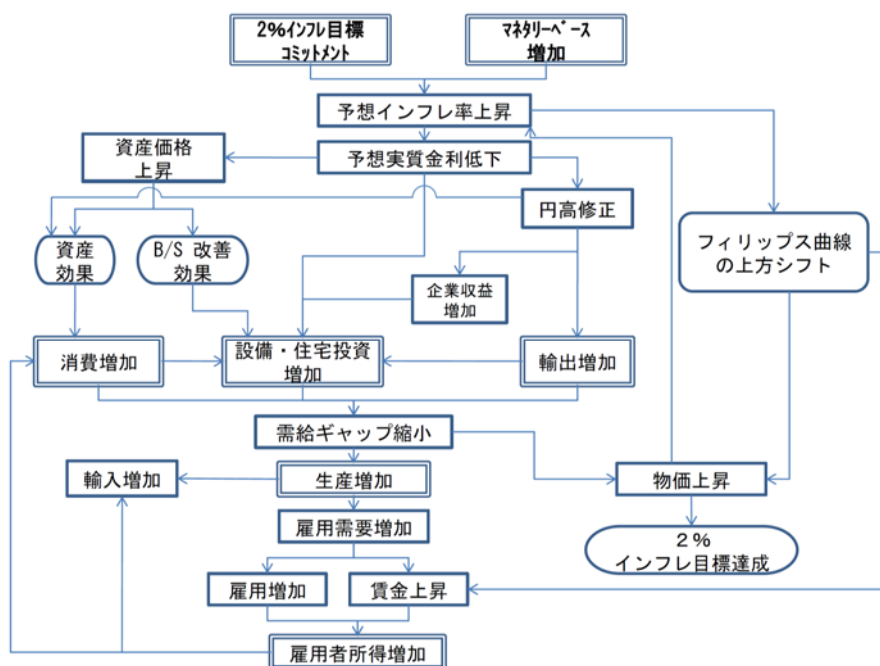 2%インフレ目標
コミットメント
マネタリーベース
増加
予想インフレ率上昇
資産価格
上昇
予想実質金利低下
円高修正
資産
効果
B/S 改善
効果
フィリップス曲線
の上方シフト
企業収益
増加
消費増加
設備・住宅投資
増加
輸出増加
需給ギャップ縮小
輸入増加
生産増加
物価上昇
雇用需要増加
2%
インフレ目標達成
雇用増加
賃金上昇
雇用者所得増加